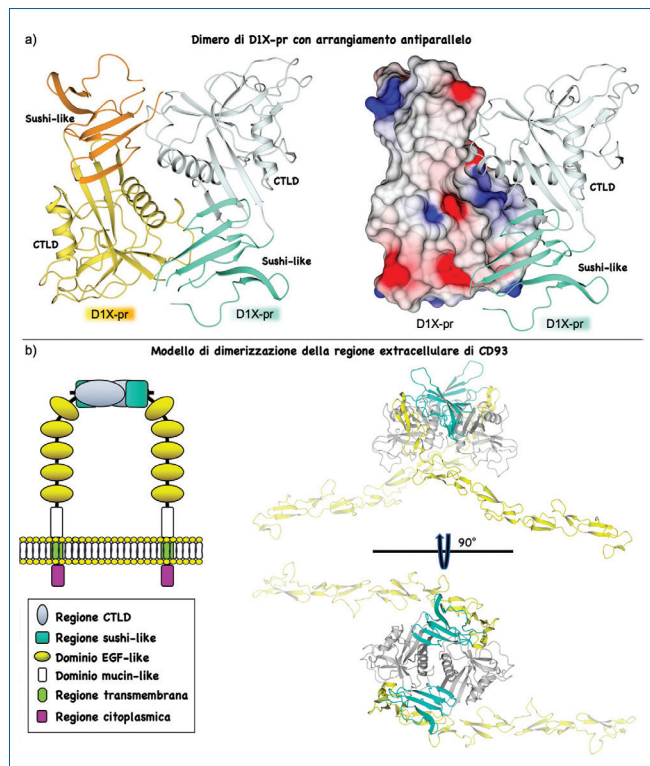 a)
Dimero di D1X-pr con arrangiamento antiparallelo
Sushi-like
CTLD
CTLD
Sushi-like
D1X-pr
D1X-pr
CTLD
Sushi-like
D1X-pr
D1X-pr
b)
Modello di dimerizzazione della regione extracellulare di CD93
90°
Regione CTLD
Regione sushi-like
Dominio EGF-like
Dominio mucin-like
Regione transmembrana
Regione citoplasmica